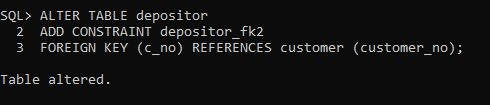 SQL> ALTER TABLE depositor
2 ADD CONSTRAINT depositor_fk2
3 FOREIGN KEY (c_no) REFERENCES customer (customer_no);
Table altered.